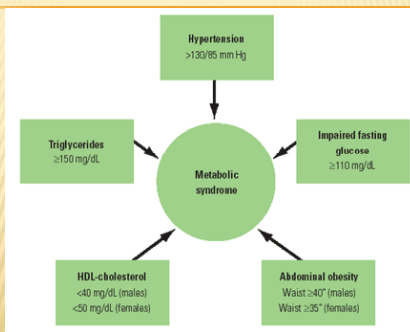 Hypertension
>130/85 mm Hg
Triglycerides
≥150 mg/dL
Impaired fasting
glucose
≥110 mg/dL
Metabolic
syndrome
HDL-cholesterol
<40 mg/dL (males)
<50 mg/dL (females)
Abdominal obesity
Waist ≥40" (males)
Waist ≥35" (females)